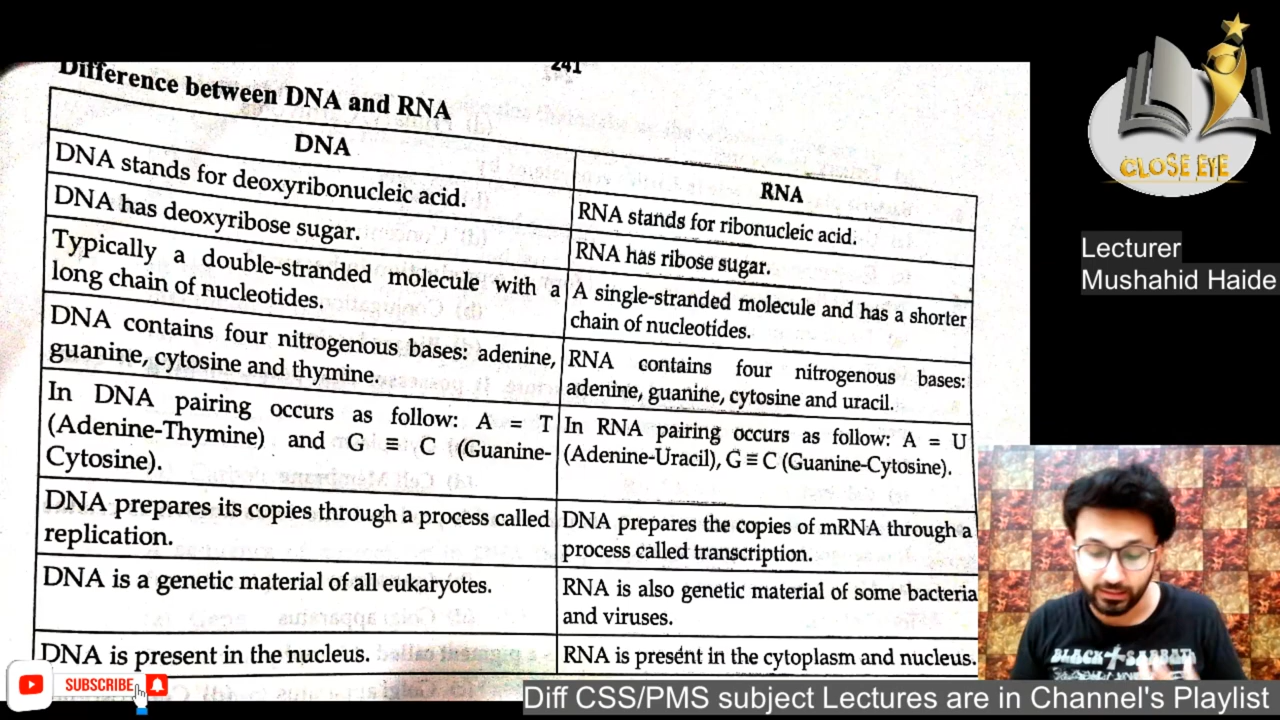 241
Difference between DNA and RNA
DNA
RNA
DNA stands for deoxyribonucleic acid.
RNA stands for ribonucleic acid.
DNA has deoxyribose sugar.
RNA has ribose sugar.
Typically a double-stranded molecule with a
long chain of nucleotides.
A single-stranded molecule and has a shorter
chain of nucleotides.
DNA contains four nitrogenous bases: adenine,
guanine, cytosine and thymine.
RNA contains four nitrogenous bases:
adenine, guanine, cytosine and uracil.
In DNA pairing occurs as follow: A = T
(Adenine-Thymine) and G ≡ C (Guanine-
Cytosine).
In RNA pairing occurs as follow: A = U
(Adenine-Uracil), G ≡ C (Guanine-Cytosine).
DNA prepares its copies through a process called
replication.
DNA prepares the copies of mRNA through a
process called transcription.
DNA is a genetic material of all eukaryotes.
RNA is also genetic material of some bacteria
and viruses.
DNA is present in the nucleus.
RNA is present in the cytoplasm and nucleus.
CLOSE EYE
Lecturer
Mushahid Haide
BLACK SABBATH
SUBSCRIBE
Diff CSS/PMS subject Lectures are in Channel's Playlist